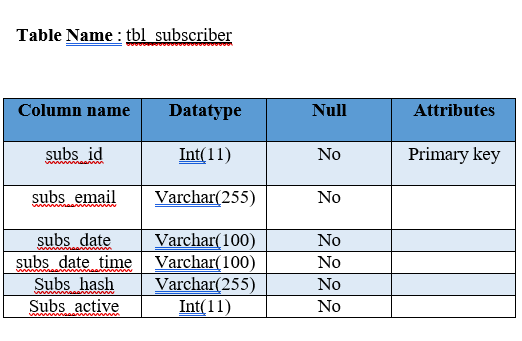 Table Name : tbl_subscriber
Column name Datatype Null Attributes
subs_id Int(11) No Primary key
subs_email Varchar(255) No
subs_date Varchar(100) No
subs_date_time Varchar(100) No
Subs_hash Varchar(255) No
Subs_active Int(11) No